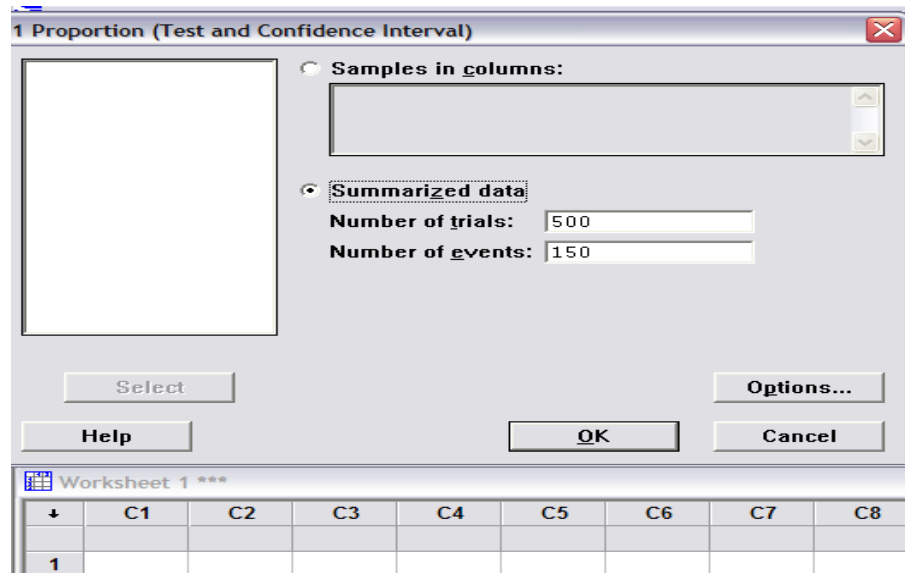 1 Proportion (Test and Confidence Interval)
Samples in columns:
Summarized data
Number of trials: 500
Number of events: 150
Select
Options...
Help
OK
Cancel
Worksheet 1 ***
C1 C2 C3 C4 C5 C6 C7 C8
1